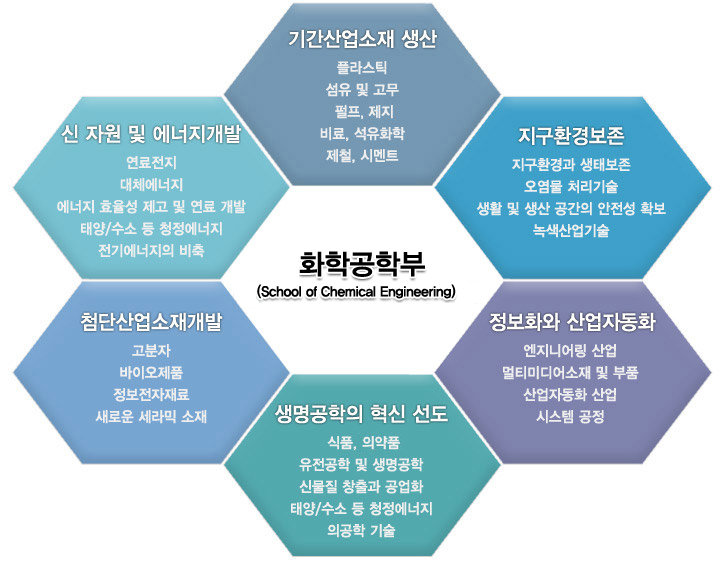 기간산업소재 생산
플라스틱
섬유 및 고무
펄프, 제지
비료, 석유화학
제철, 시멘트
신 자원 및 에너지개발
연료전지
대체에너지
에너지 효율성 제고 및 연료 개발
태양/수소 등 청정에너지
전기에너지의 비축
지구환경보존
지구환경과 생태보존
오염물 처리기술
생활 및 생산 공간의 안전성 확보
녹색산업기술
화학공학부
(School of Chemical Engineering)
첨단산업소재개발
고분자
바이오제품
정보전자재료
새로운 세라믹 소재
정보화와 산업자동화
엔지니어링 산업
멀티미디어소재 및 부품
산업자동화 산업
시스템 공정
생명공학의 혁신 선도
식품, 의약품
유전공학 및 생명공학
신물질 창출과 공업화
태양/수소 등 청정에너지
의공학 기술